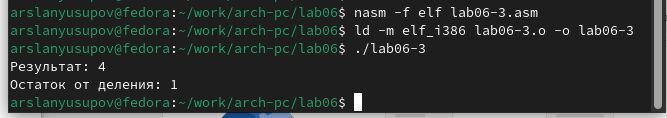 arslanyusupov@fedora:~/work/arch-pc/lab06$ nasm -f elf lab06-3.asm
arslanyusupov@fedora:~/work/arch-pc/lab06$ ld -m elf_i386 lab06-3.o -o lab06-3
arslanyusupov@fedora:~/work/arch-pc/lab06$ ./lab06-3
Результат: 4
Остаток от деления: 1
arslanyusupov@fedora:~/work/arch-pc/lab06$